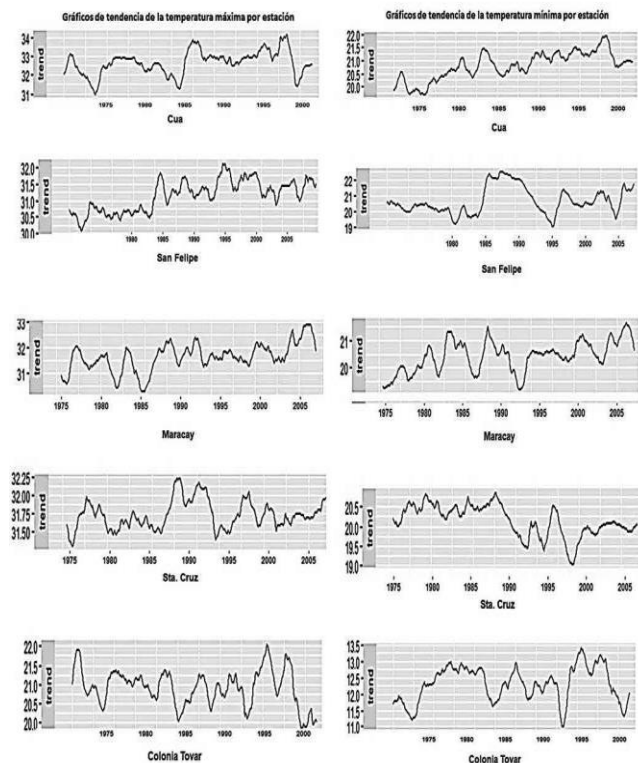 Gráficos de tendencia de la temperatura máxima por estación
trend
34
33
32
31
1975 1980 1985 1990 1995 2000
Cua
trend
32.0
31.5
31.0
30.5
30.0
1980 1985 1990 1995 2000 2005
San Felipe
trend
33
32
31
1975 1980 1985 1990 1995 2000 2005
Maracay
trend
32.25
32.00
31.75
31.50
1975 1980 1985 1990 1995 2000 2005
Sta. Cruz
trend
22.0
21.5
21.0
20.5
20.0
1975 1980 1985 1990 1995 2000
Colonia Tovar
Gráficos de tendencia de la temperatura mínima por estación
trend
22.0
21.5
21.0
20.5
20.0
1975 1980 1985 1990 1995 2000
Cua
trend
22
21
20
19
1980 1985 1990 1995 2000 2005
San Felipe
trend
21
20
1975 1980 1985 1990 1995 2000 2005
Maracay
trend
20.5
20.0
19.5
19.0
1975 1980 1985 1990 1995 2000 2005
Sta. Cruz
trend
13.5
13.0
12.5
12.0
11.5
11.0
1975 1980 1985 1990 1995 2000
Colonia Tovar